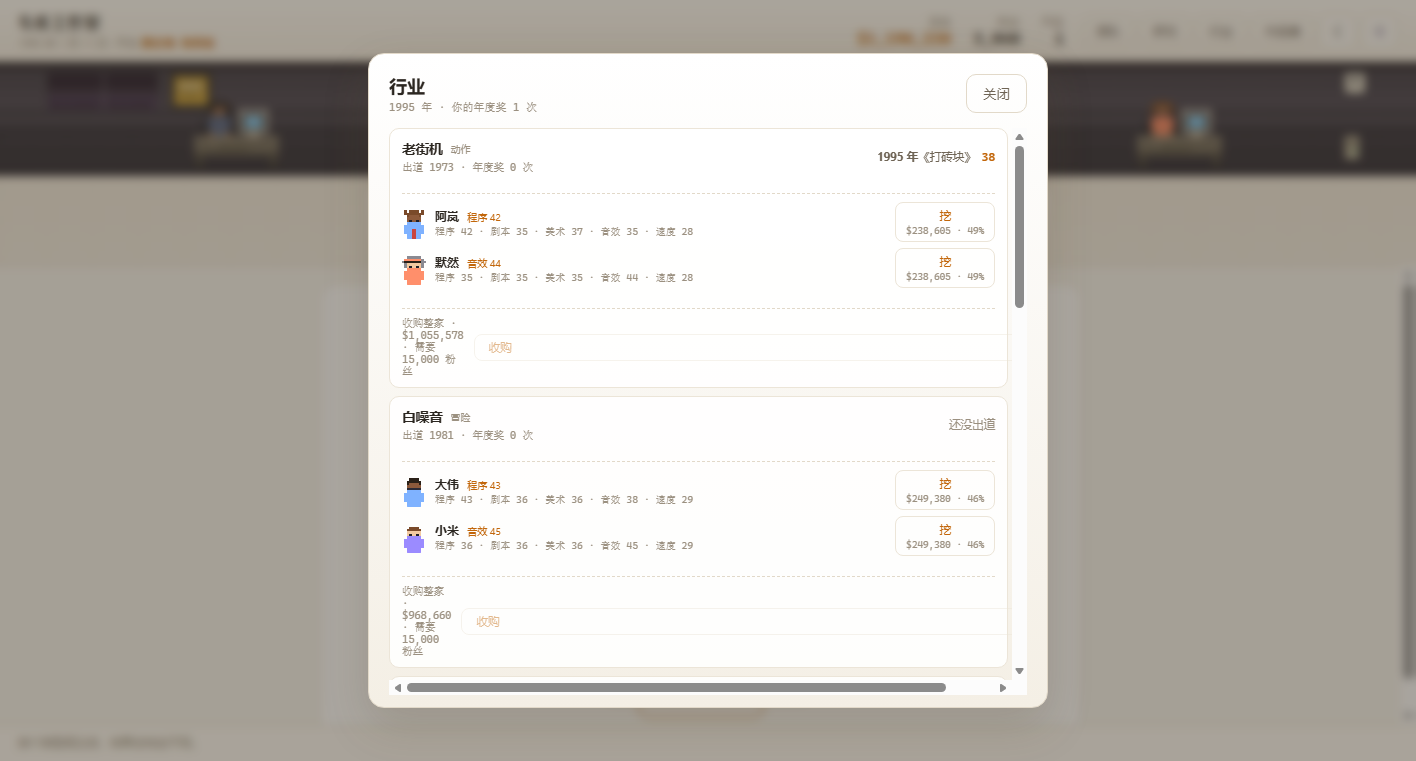 行业
1995 年 · 你的年度奖 1 次
关闭
老街机 动作
出道 1973 · 年度奖 0 次
1995 年《打砖块》 38
阿岚 程序 42
程序 42 · 剧本 35 · 美术 37 · 音效 35 · 速度 28
挖
$238,605 · 49%
默然 音效 44
程序 35 · 剧本 35 · 美术 35 · 音效 44 · 速度 28
挖
$238,605 · 49%
收购整家 ·
$1,055,578
· 需要
15,000 粉
丝
收购
白噪音 冒险
出道 1981 · 年度奖 0 次
还没出道
大伟 程序 43
程序 43 · 剧本 36 · 美术 36 · 音效 38 · 速度 29
挖
$249,380 · 46%
小米 音效 45
程序 36 · 剧本 36 · 美术 36 · 音效 45 · 速度 29
挖
$249,380 · 46%
收购整家
·
$968,660
· 需要
15,000
粉丝
收购